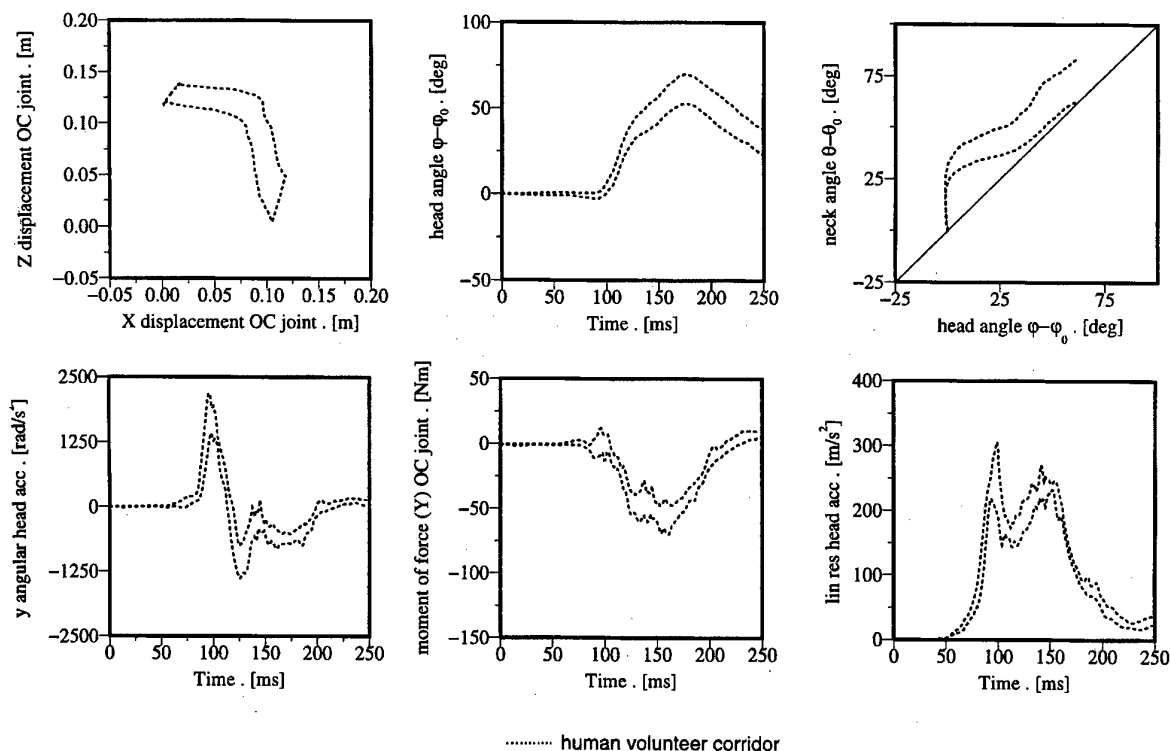 0.20
0.15
0.10
0.05
0.00
−0.05
−0.05 0.00 0.05 0.10 0.15 0.20
Z displacement OC joint . [m]
X displacement OC joint . [m]
100
50
0
−50
0 50 100 150 200 250
head angle φ−φ0 . [deg]
Time . [ms]
75
25
−25
−25 25 75
neck angle θ−θ0 . [deg]
head angle φ−φ0 . [deg]
2500
1250
0
−1250
−2500
0 50 100 150 200 250
y angular head acc . [rad/s²]
Time . [ms]
50
0
−50
−100
−150
0 50 100 150 200 250
moment of force (Y) OC joint . [Nm]
Time . [ms]
400
300
200
100
0
0 50 100 150 200 250
lin res head acc . [m/s²]
Time . [ms]
human volunteer corridor